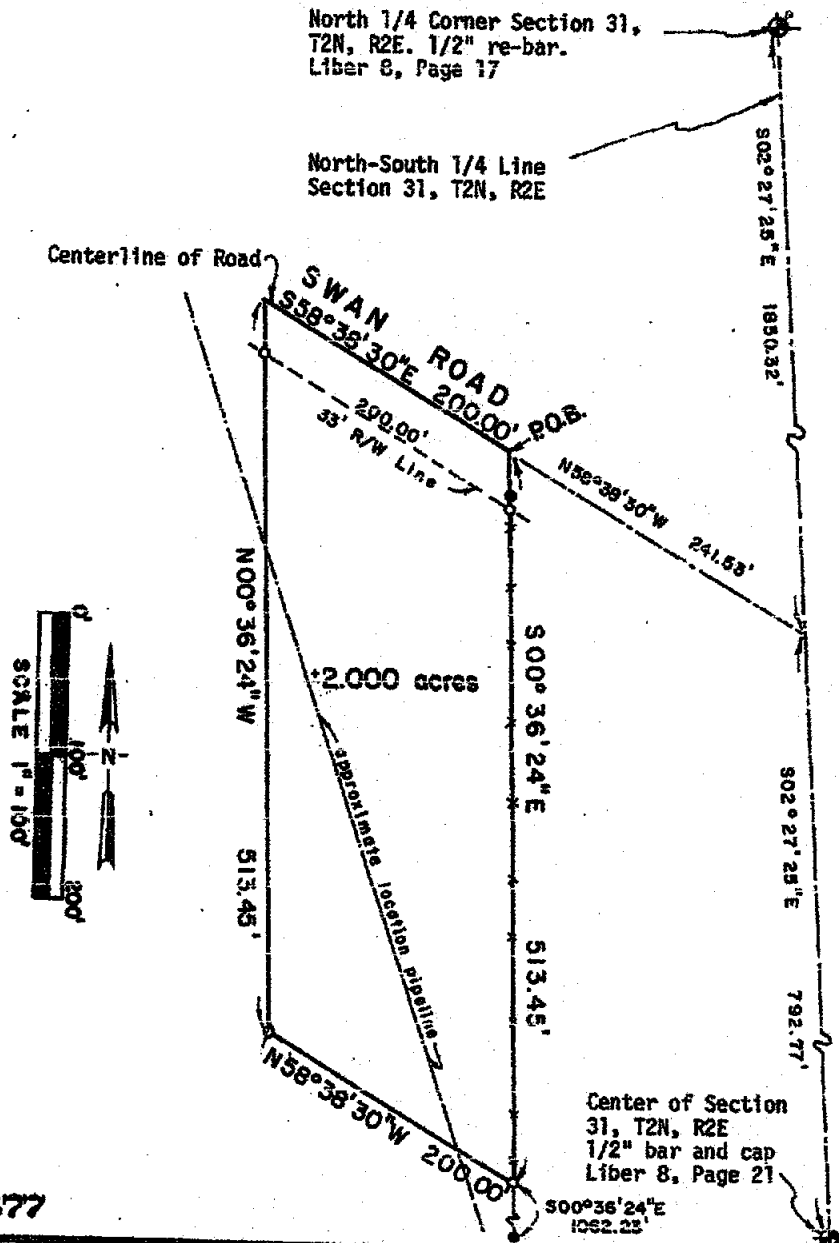 North 1/4 Corner Section 31,
T2N, R2E. 1/2" re-bar.
Liber 8, Page 17
North-South 1/4 Line
Section 31, T2N, R2E
S02°27'25"E 1850.32'
Centerline of Road
SWAN ROAD
S58°38'30"E 200.00'
P.O.B.
200.00'
33' R/W Line
N58°38'30"W 241.53'
N00°36'24"W 513.45'
±2.000 acres
S00°36'24"E 513.45'
approximate location pipeline
SCALE 1" = 100'
0'
100'
200'
N
S02°27'25"E 792.77'
N58°38'30"W 200.00'
Center of Section
31, T2N, R2E
1/2" bar and cap
Liber 8, Page 21
S00°36'24"E
1062.23'